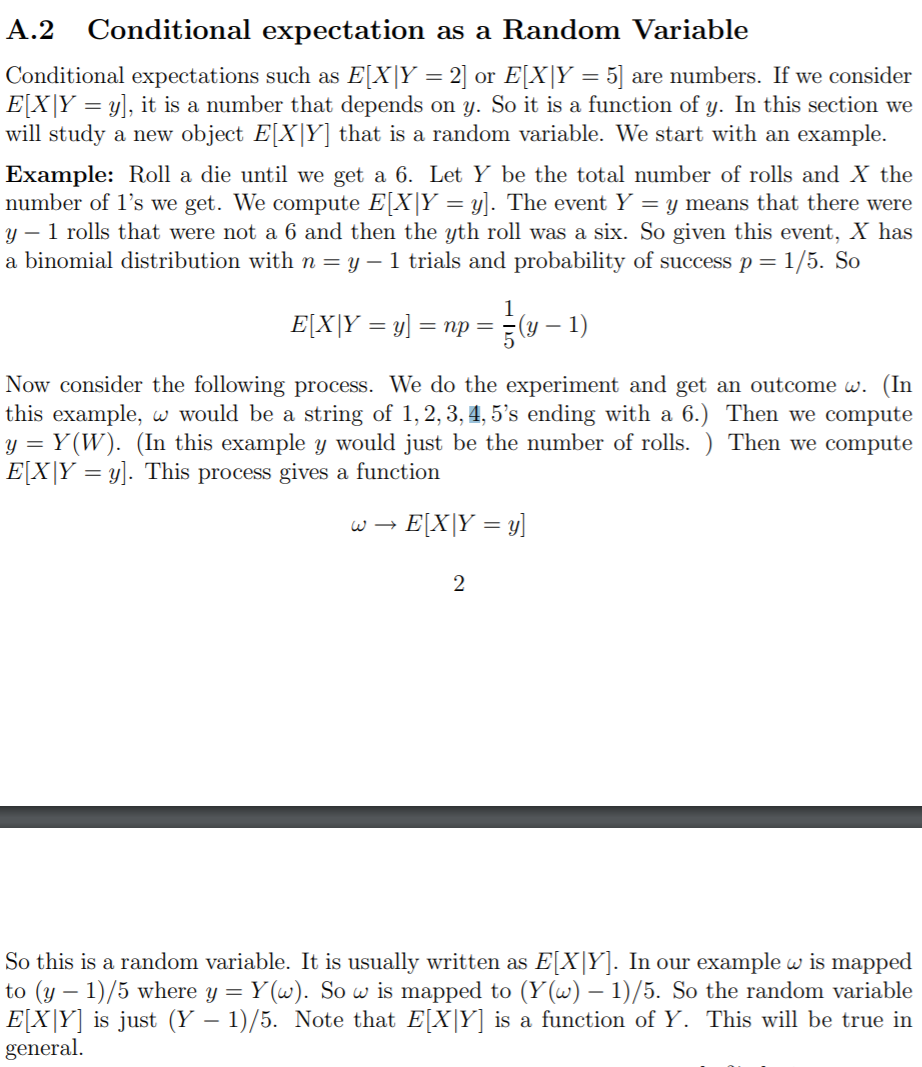 A.2 Conditional expectation as a Random Variable
Conditional expectations such as E[X|Y = 2] or E[X|Y = 5] are numbers. If we consider
E[X|Y = y], it is a number that depends on y. So it is a function of y. In this section we
will study a new object E[X|Y] that is a random variable. We start with an example.
Example: Roll a die until we get a 6. Let Y be the total number of rolls and X the
number of 1's we get. We compute E[X|Y = y]. The event Y = y means that there were
y − 1 rolls that were not a 6 and then the yth roll was a six. So given this event, X has
a binomial distribution with n = y − 1 trials and probability of success p = 1/5. So
E[X|Y = y] = np = 1/5 (y − 1)
Now consider the following process. We do the experiment and get an outcome ω. (In
this example, ω would be a string of 1, 2, 3, 4, 5's ending with a 6.) Then we compute
y = Y(W). (In this example y would just be the number of rolls. ) Then we compute
E[X|Y = y]. This process gives a function
ω → E[X|Y = y]
2
So this is a random variable. It is usually written as E[X|Y]. In our example ω is mapped
to (y − 1)/5 where y = Y(ω). So ω is mapped to (Y(ω) − 1)/5. So the random variable
E[X|Y] is just (Y − 1)/5. Note that E[X|Y] is a function of Y. This will be true in
general.